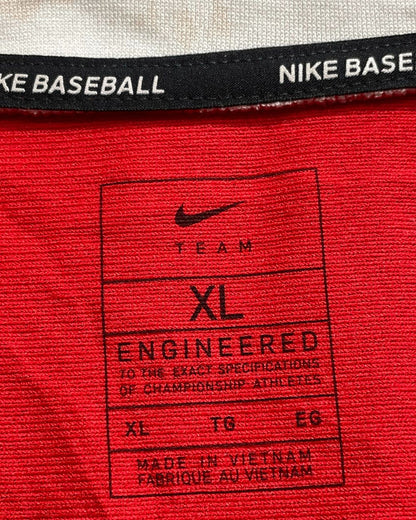 KE BASEBALL NIKE BASE
TEAM
XL
ENGINEERED
TO THE EXACT SPECIFICATIONS
OF CHAMPIONSHIP ATHLETES
XL TG EG
MADE IN VIETNAM
FABRIQUE AU VIETNAM